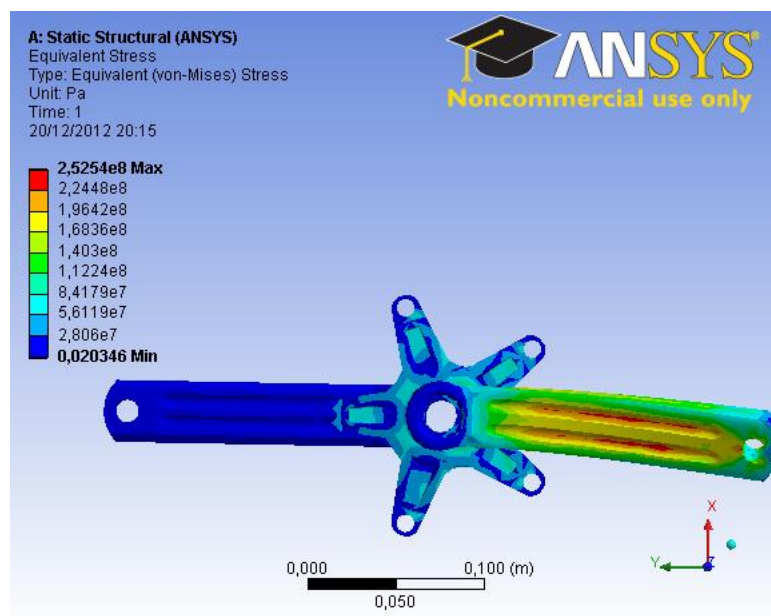 A: Static Structural (ANSYS)
Equivalent Stress
Type: Equivalent (von-Mises) Stress
Unit: Pa
Time: 1
20/12/2012 20:15
ANSYS
Noncommercial use only
2,5254e8 Max
2,2448e8
1,9642e8
1,6836e8
1,403e8
1,1224e8
8,4179e7
5,6119e7
2,806e7
0,020346 Min
X
Y
Z
0,000
0,100 (m)
0,050